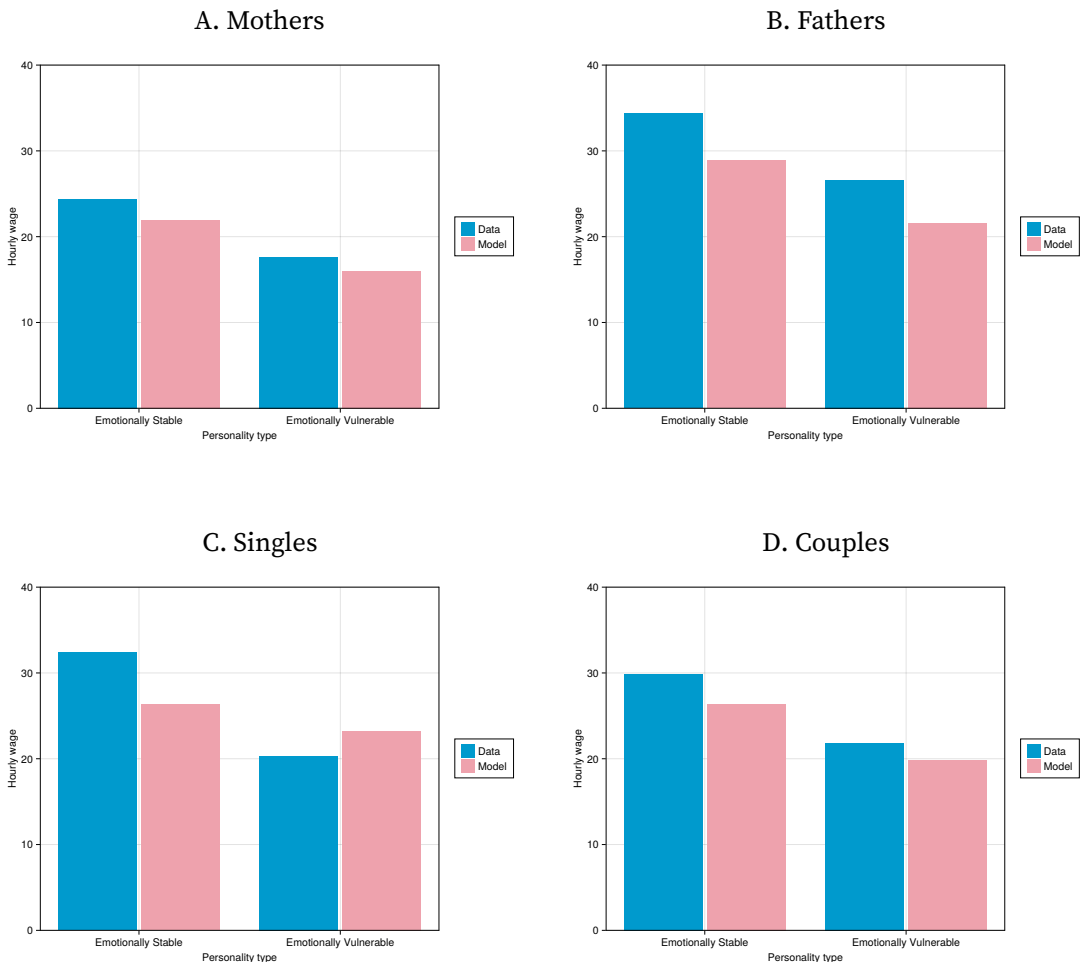 A. Mothers
40
30
20
10
0
Hourly wage
Emotionally Stable
Emotionally Vulnerable
Personality type
Data
Model
B. Fathers
40
30
20
10
0
Hourly wage
Emotionally Stable
Emotionally Vulnerable
Personality type
Data
Model
C. Singles
40
30
20
10
0
Hourly wage
Emotionally Stable
Emotionally Vulnerable
Personality type
Data
Model
D. Couples
40
30
20
10
0
Hourly wage
Emotionally Stable
Emotionally Vulnerable
Personality type
Data
Model